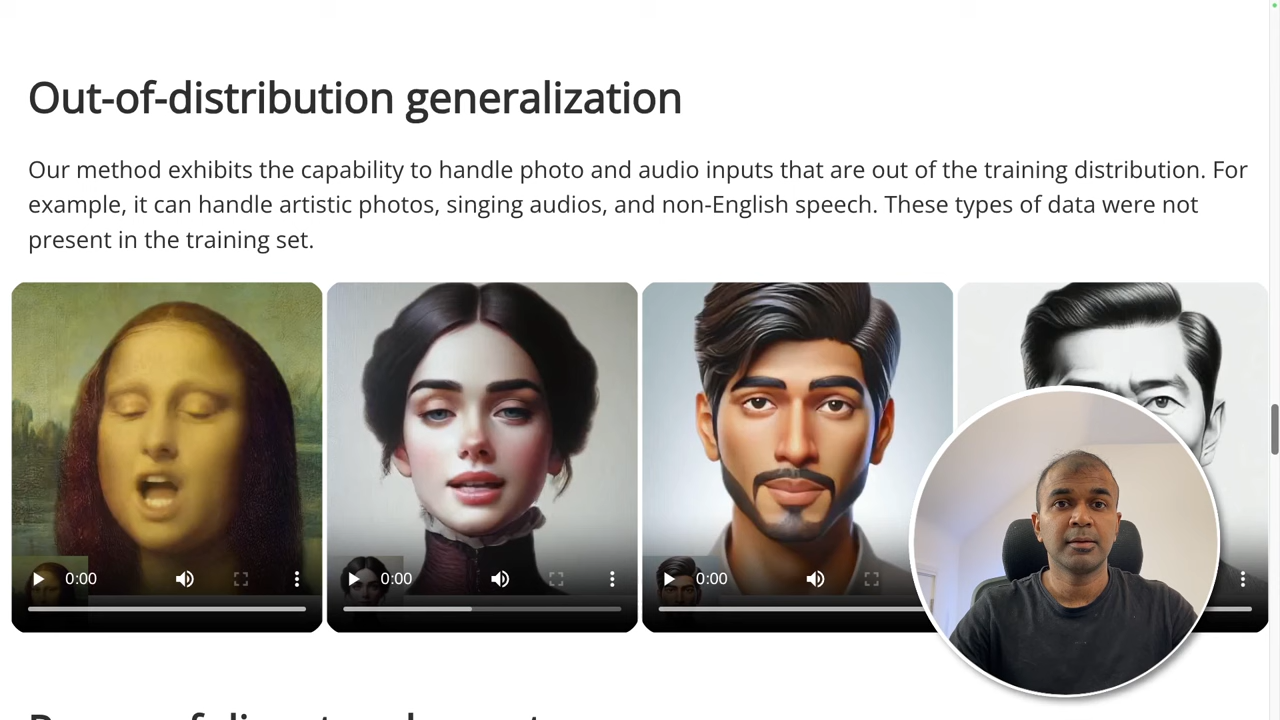 Out-of-distribution generalization
Our method exhibits the capability to handle photo and audio inputs that are out of the training distribution. For
example, it can handle artistic photos, singing audios, and non-English speech. These types of data were not
present in the training set.
0:00
0:00
0:00